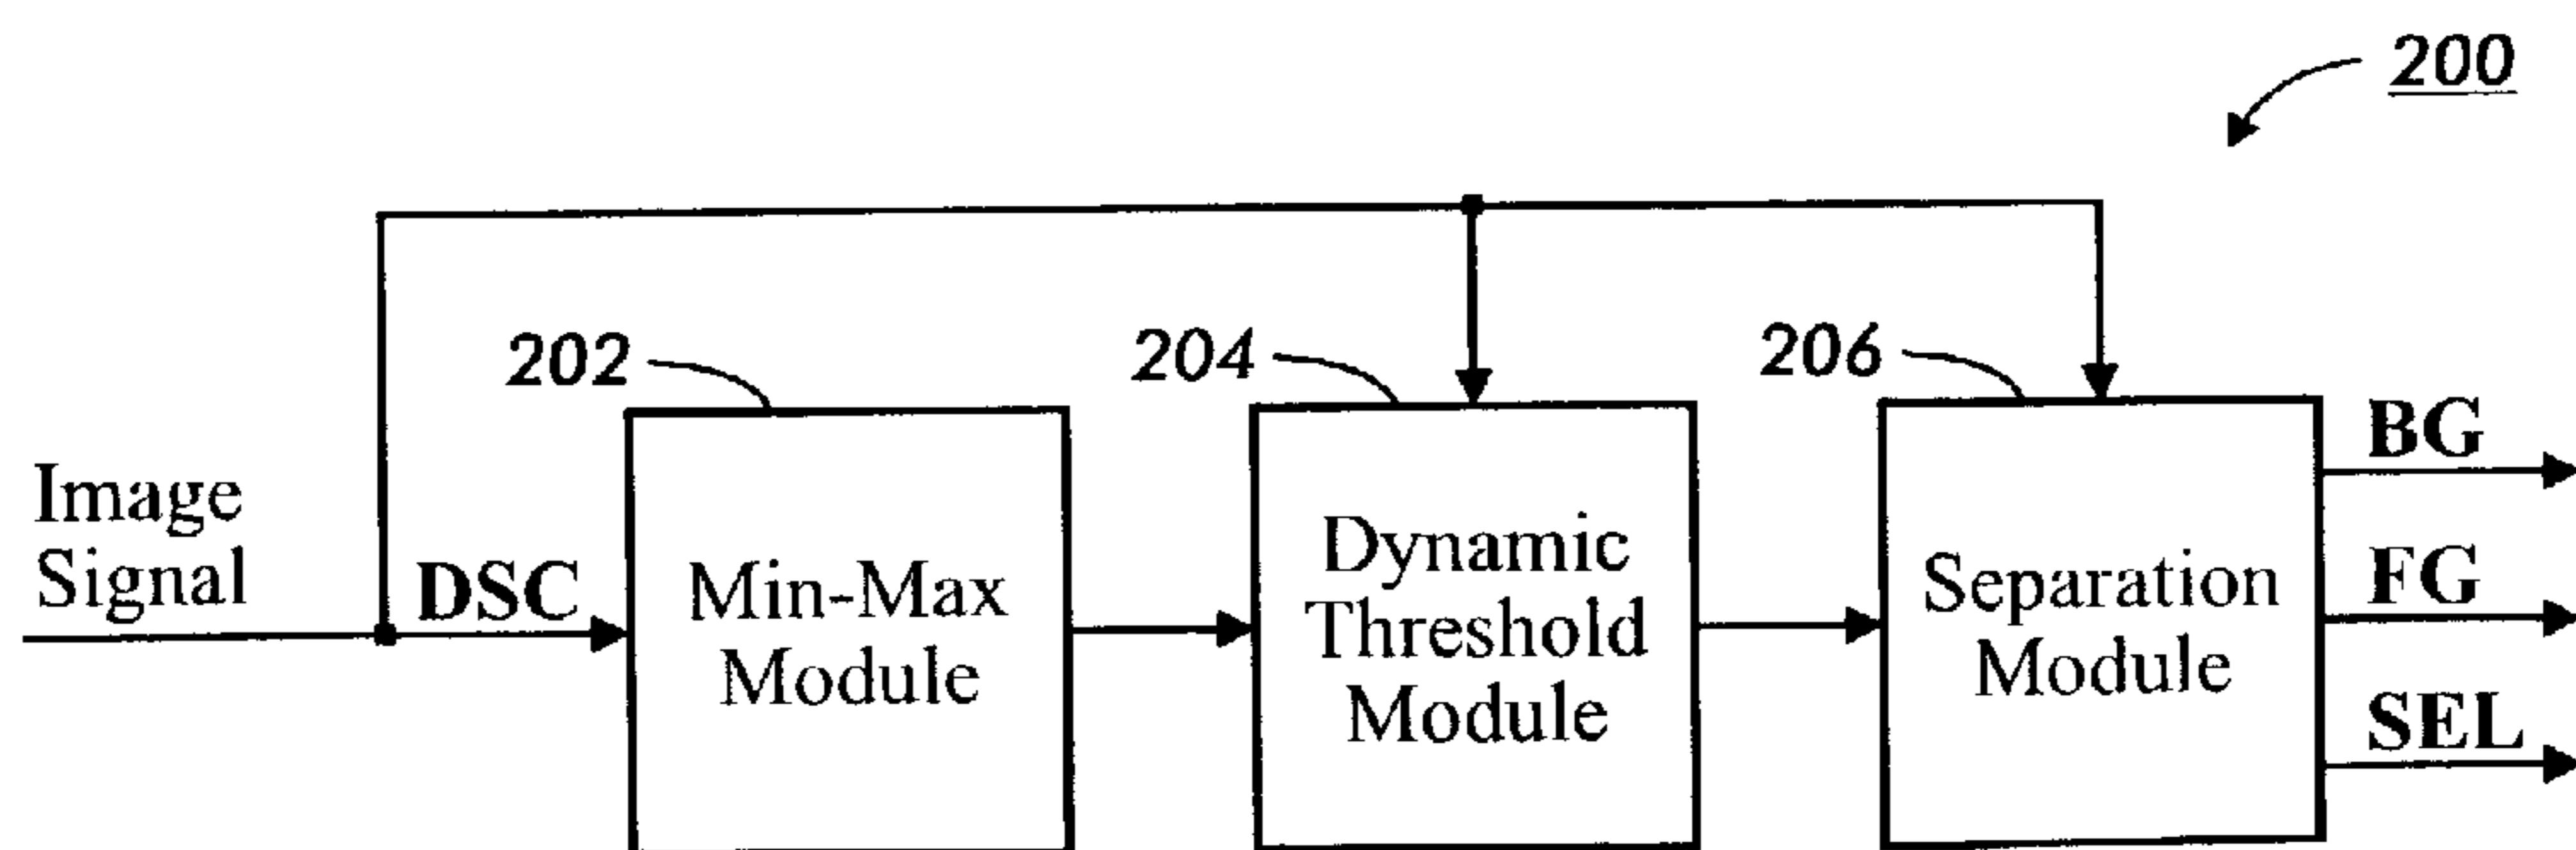 200
202
204
206
Image
Signal
DSC
Min-Max
Module
Dynamic
Threshold
Module
Separation
Module
BG
FG
SEL